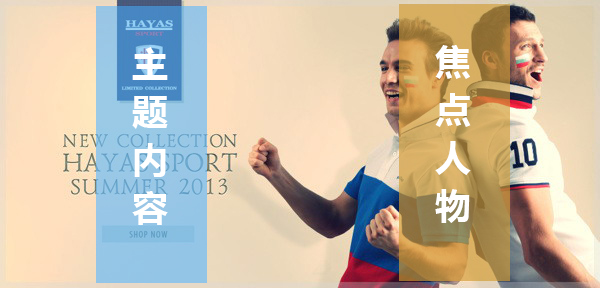 HAYAS
SPORT
LIMITED COLLECTION
主题内容
NEW COLLECTION
HAYAS SPORT
SUMMER 2013
SHOP NOW
焦点人物
10